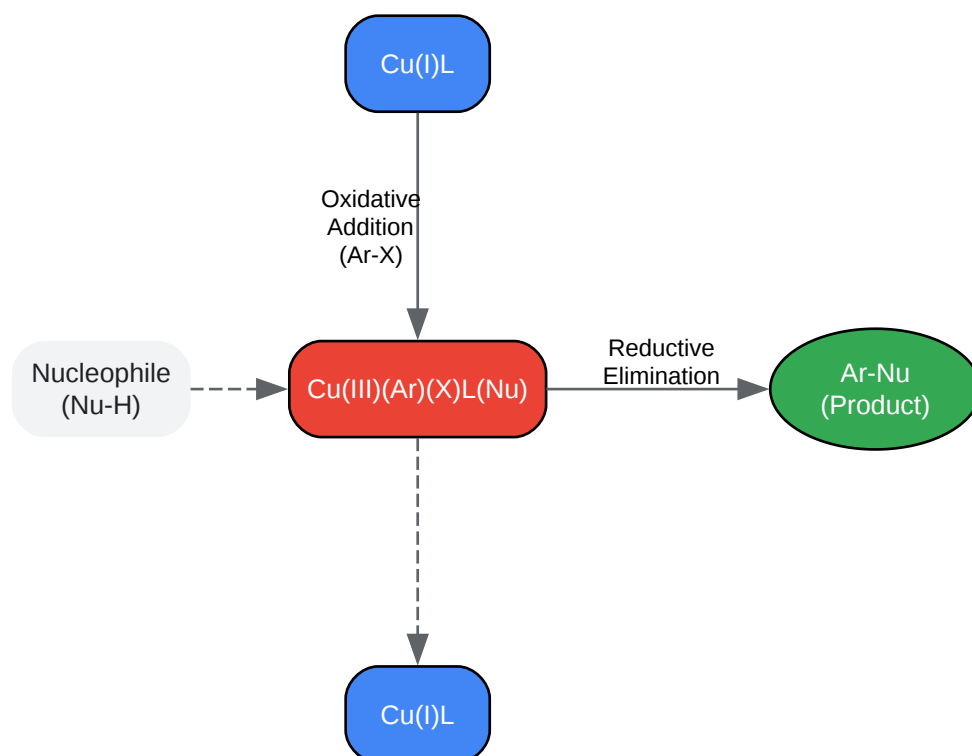 Cu(I)L
Oxidative
Addition
(Ar-X)
Nucleophile
(Nu-H)
Cu(III)(Ar)(X)L(Nu)
Reductive
Elimination
Ar-Nu
(Product)
Cu(I)L